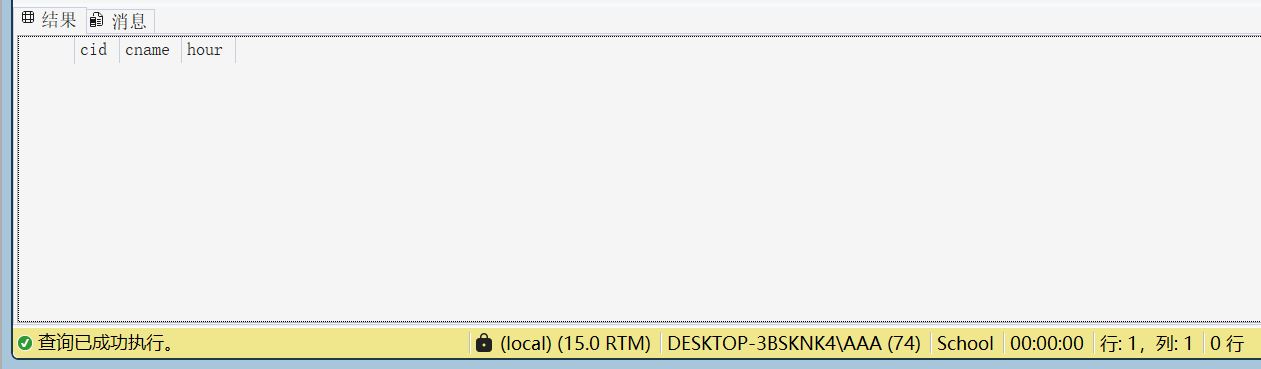 结果 消息
cid cname hour
查询已成功执行。 (local) (15.0 RTM) DESKTOP-3BSKNK4\AAA (74) School 00:00:00 行: 1，列: 1 0 行